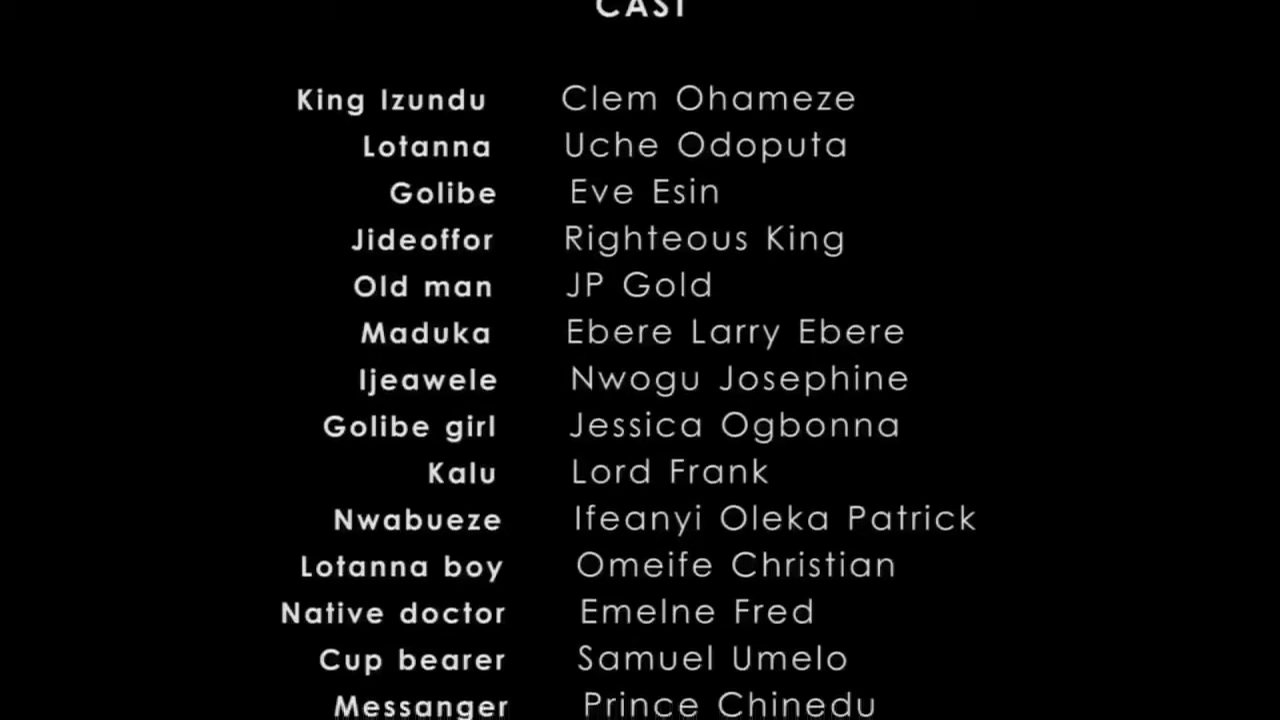 CAST
King Izundu Clem Ohameze
Lotanna Uche Odoputa
Golibe Eve Esin
Jideoffor Righteous King
Old man JP Gold
Maduka Ebere Larry Ebere
Ijeawele Nwogu Josephine
Golibe girl Jessica Ogbonna
Kalu Lord Frank
Nwabueze Ifeanyi Oleka Patrick
Lotanna boy Omeife Christian
Native doctor Emelne Fred
Cup bearer Samuel Umelo
Messanger Prince Chinedu